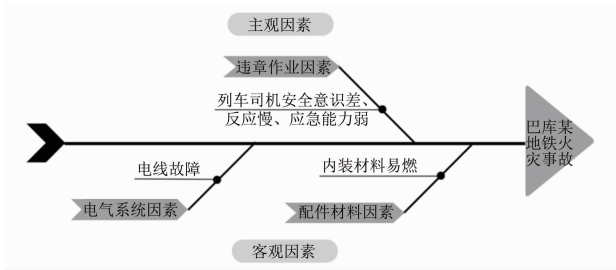 主观因素
违章作业因素
列车司机安全意识差、
反应慢、应急能力弱
巴库某
地铁火
灾事故
电线故障
内装材料易燃
电气系统因素
配件材料因素
客观因素